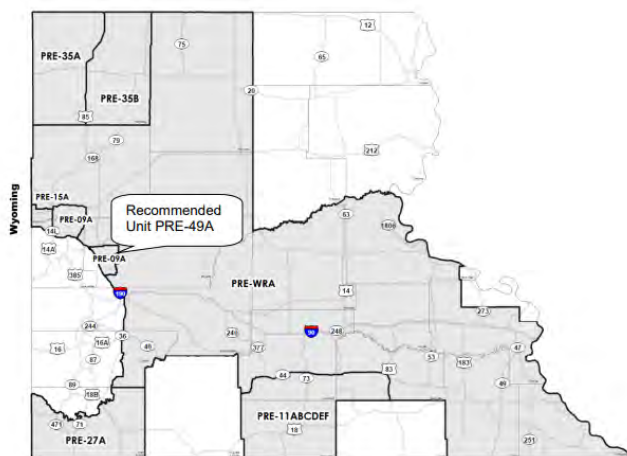 12
75
65
PRE-35A
PRE-35B
20
85
79
212
168
PRE-15A
PRE-09A
Recommended
Unit PRE-49A
63
1806
Wyoming
14
14A
PRE-09A
385
PRE-WRA
190
14
273
244
36
240
90
248
16
16A
49
377
53
47
87
183
44
73
83
89
18B
49
PRE-11ABCDEF
471
71
18
PRE-27A
251